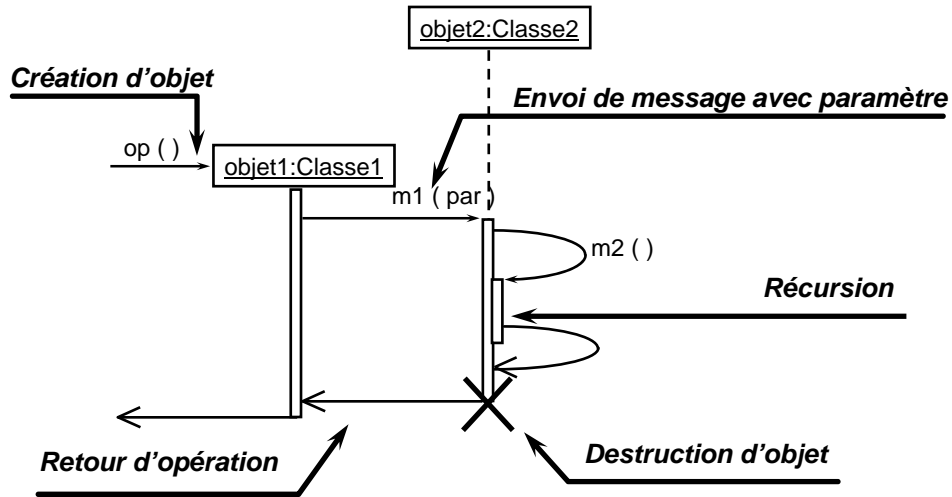 objet2:Classe2
Création d’objet
Envoi de message avec paramètre
op ( )
objet1:Classe1
m1 ( par )
m2 ( )
Récursion
Retour d’opération
Destruction d’objet